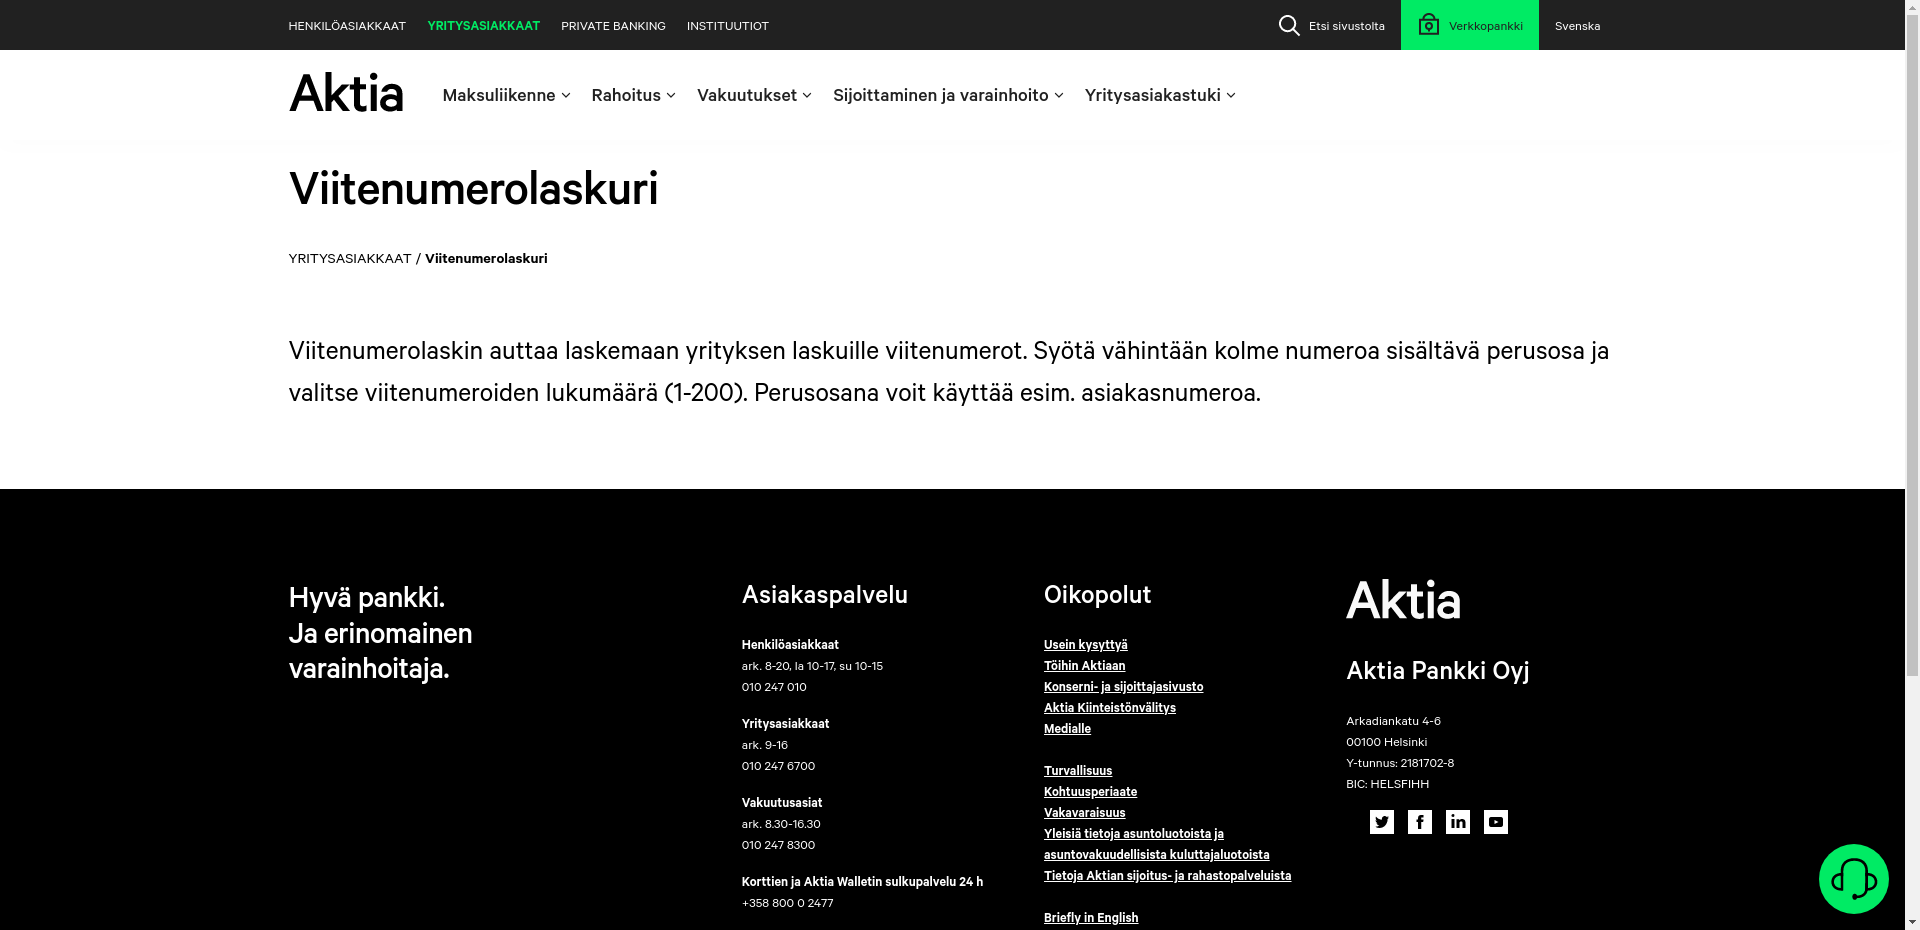 HENKILÖASIAKKAAT YRITYSASIAKKAAT PRIVATE BANKING INSTITUUTIOT Etsi sivustolta Verkkopankki Svenska
Aktia Maksuliikenne Rahoitus Vakuutukset Sijoittaminen ja varainhoito Yritysasiakastuki
Viitenumerolaskuri
YRITYSASIAKKAAT / Viitenumerolaskuri
Viitenumerolaskin auttaa laskemaan yrityksen laskuille viitenumerot. Syötä vähintään kolme numeroa sisältävä perusosa ja
valitse viitenumeroiden lukumäärä (1-200). Perusosana voit käyttää esim. asiakasnumeroa.
Hyvä pankki.
Ja erinomainen
varainhoitaja.
Asiakaspalvelu
Henkilöasiakkaat
ark. 8-20, la 10-17, su 10-15
010 247 010
Yritysasiakkaat
ark. 9-16
010 247 6700
Vakuutusasiat
ark. 8.30-16.30
010 247 8300
Korttien ja Aktia Walletin sulkupalvelu 24 h
+358 800 0 2477
Oikopolut
Usein kysyttyä
Töihin Aktiaan
Konserni- ja sijoittajasivusto
Aktia Kiinteistönvälitys
Medialle
Turvallisuus
Kohtuusperiaate
Vakavaraisuus
Yleisiä tietoja asuntoluotoista ja
asuntovakuudellisista kuluttajaluotoista
Tietoja Aktian sijoitus- ja rahastopalveluista
Briefly in English
Aktia
Aktia Pankki Oyj
Arkadiankatu 4-6
00100 Helsinki
Y-tunnus: 2181702-8
BIC: HELSFIHH